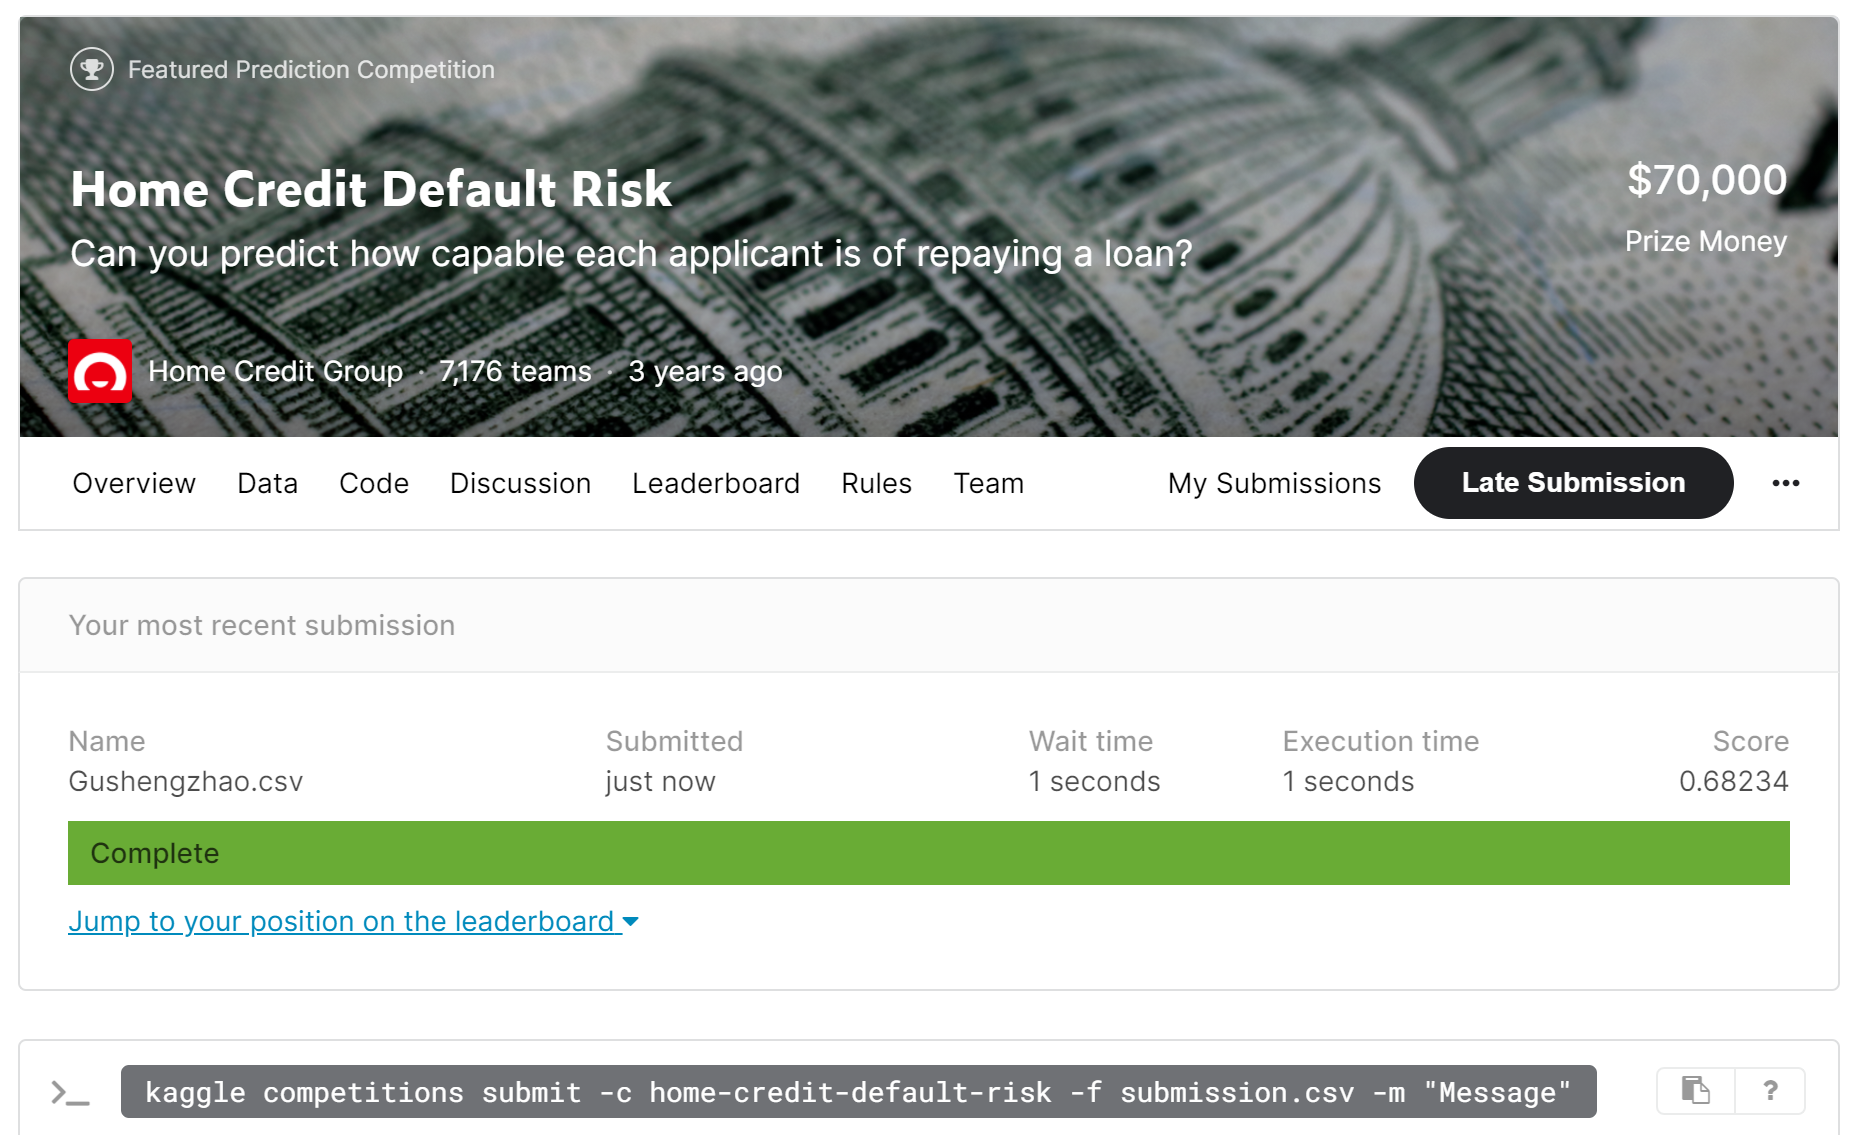 Featured Prediction Competition
Home Credit Default Risk
$70,000
Can you predict how capable each applicant is of repaying a loan?
Prize Money
Home Credit Group · 7,176 teams · 3 years ago
Overview Data Code Discussion Leaderboard Rules Team My Submissions Late Submission •••
Your most recent submission
Name Submitted Wait time Execution time Score
Gushengzhao.csv just now 1 seconds 1 seconds 0.68234
Complete
Jump to your position on the leaderboard
>_ kaggle competitions submit -c home-credit-default-risk -f submission.csv -m "Message" ?